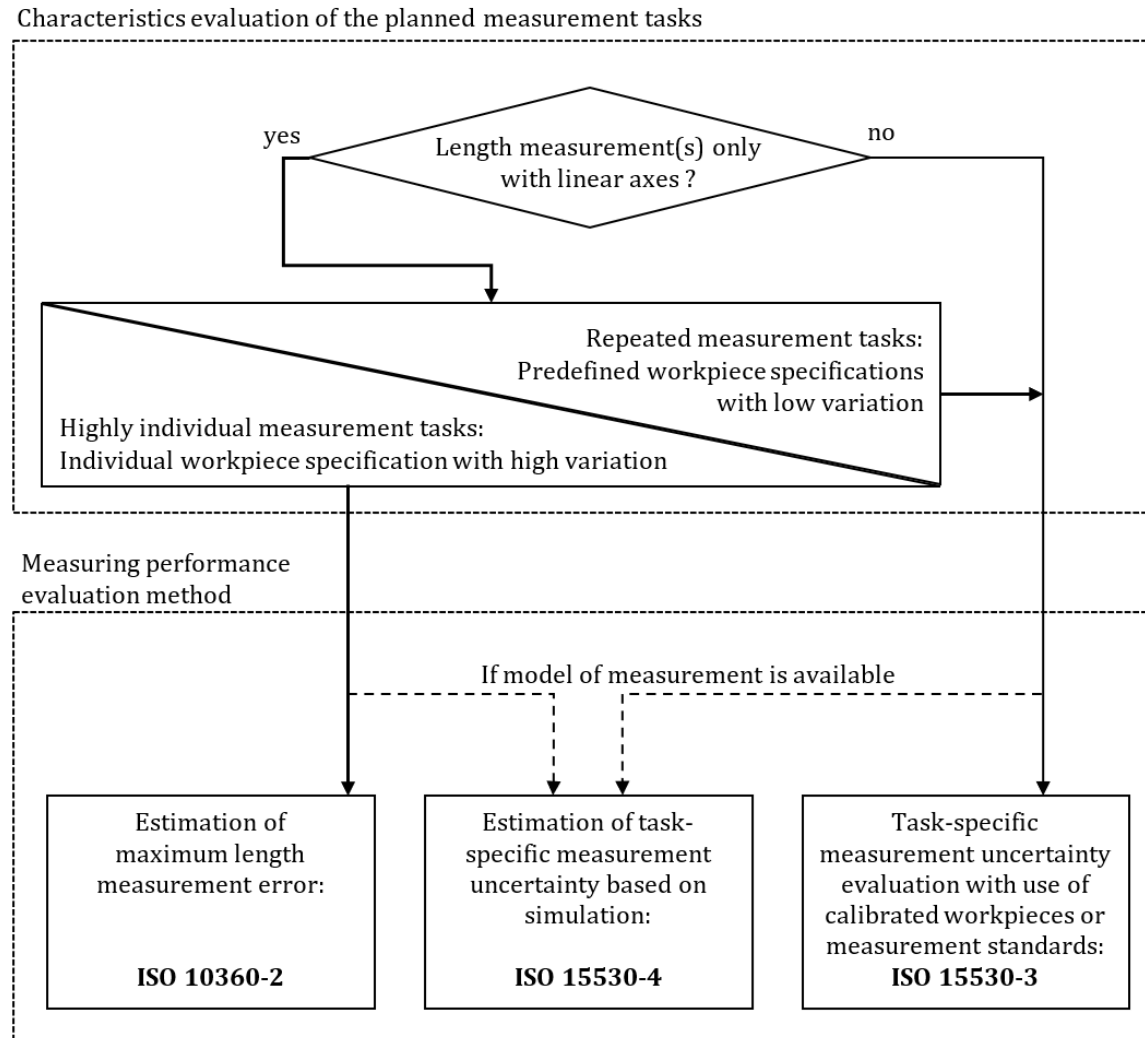 Characteristics evaluation of the planned measurement tasks
yes
no
Length measurement(s) only
with linear axes ?
Repeated measurement tasks:
Predefined workpiece specifications
with low variation
Highly individual measurement tasks:
Individual workpiece specification with high variation
Measuring performance
evaluation method
If model of measurement is available
Estimation of
maximum length
measurement error:
ISO 10360-2
Estimation of task-
specific measurement
uncertainty based on
simulation:
ISO 15530-4
Task-specific
measurement uncertainty
evaluation with use of
calibrated workpieces or
measurement standards:
ISO 15530-3